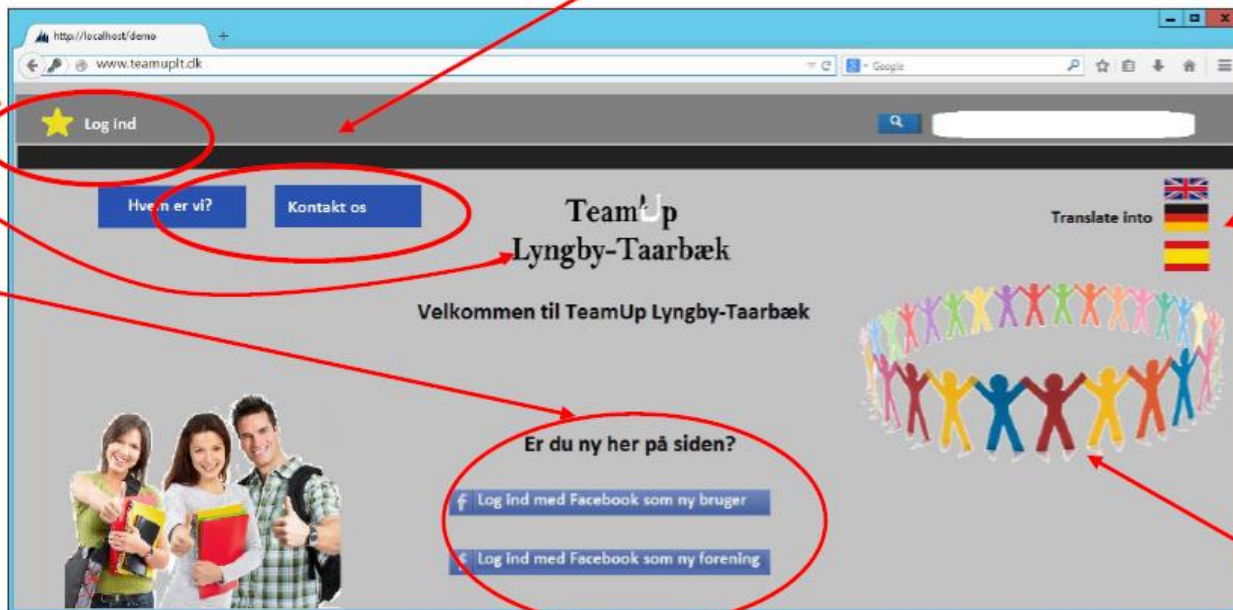 http://localhost/demo
www.teamuplt.dk
Google
Log ind
Hvem er vi?
Kontakt os
Team Up
Lyngby-Taarbæk
Translate into
Velkommen til TeamUp Lyngby-Taarbæk
Er du ny her på siden?
f Log ind med Facebook som ny bruger
f Log ind med Facebook som ny forening